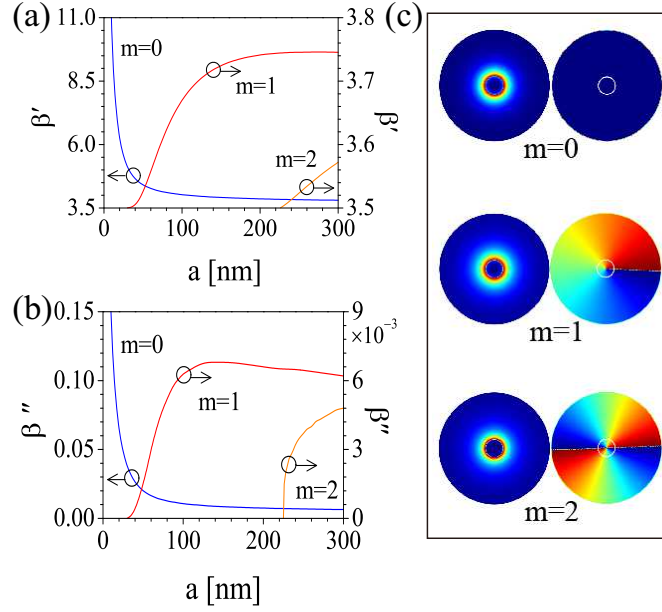 (a)
11.0
8.5
6.0
3.5
β′
m=0
m=1
m=2
3.8
3.7
3.6
3.5
β′
0
100
200
300
a [nm]
(b)
0.15
0.10
0.05
0.00
β″
m=0
m=1
m=2
9
×10⁻³
6
3
0
β″
0
100
200
300
a [nm]
(c)
m=0
m=1
m=2